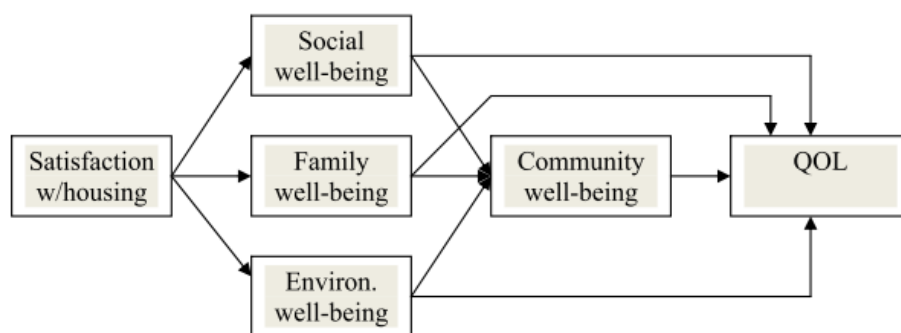 Social
well-being
Satisfaction
w/housing
Family
well-being
Community
well-being
QOL
Environ.
well-being